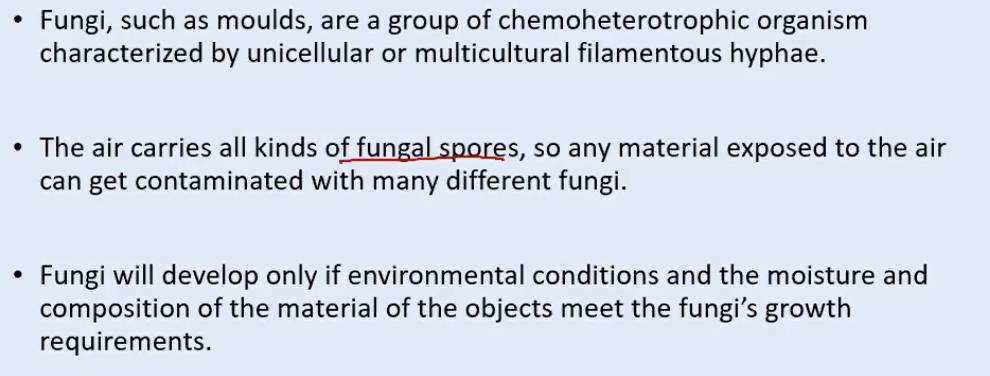 • Fungi, such as moulds, are a group of chemoheterotrophic organism
characterized by unicellular or multicultural filamentous hyphae.
• The air carries all kinds of fungal spores, so any material exposed to the air
can get contaminated with many different fungi.
• Fungi will develop only if environmental conditions and the moisture and
composition of the material of the objects meet the fungi's growth
requirements.